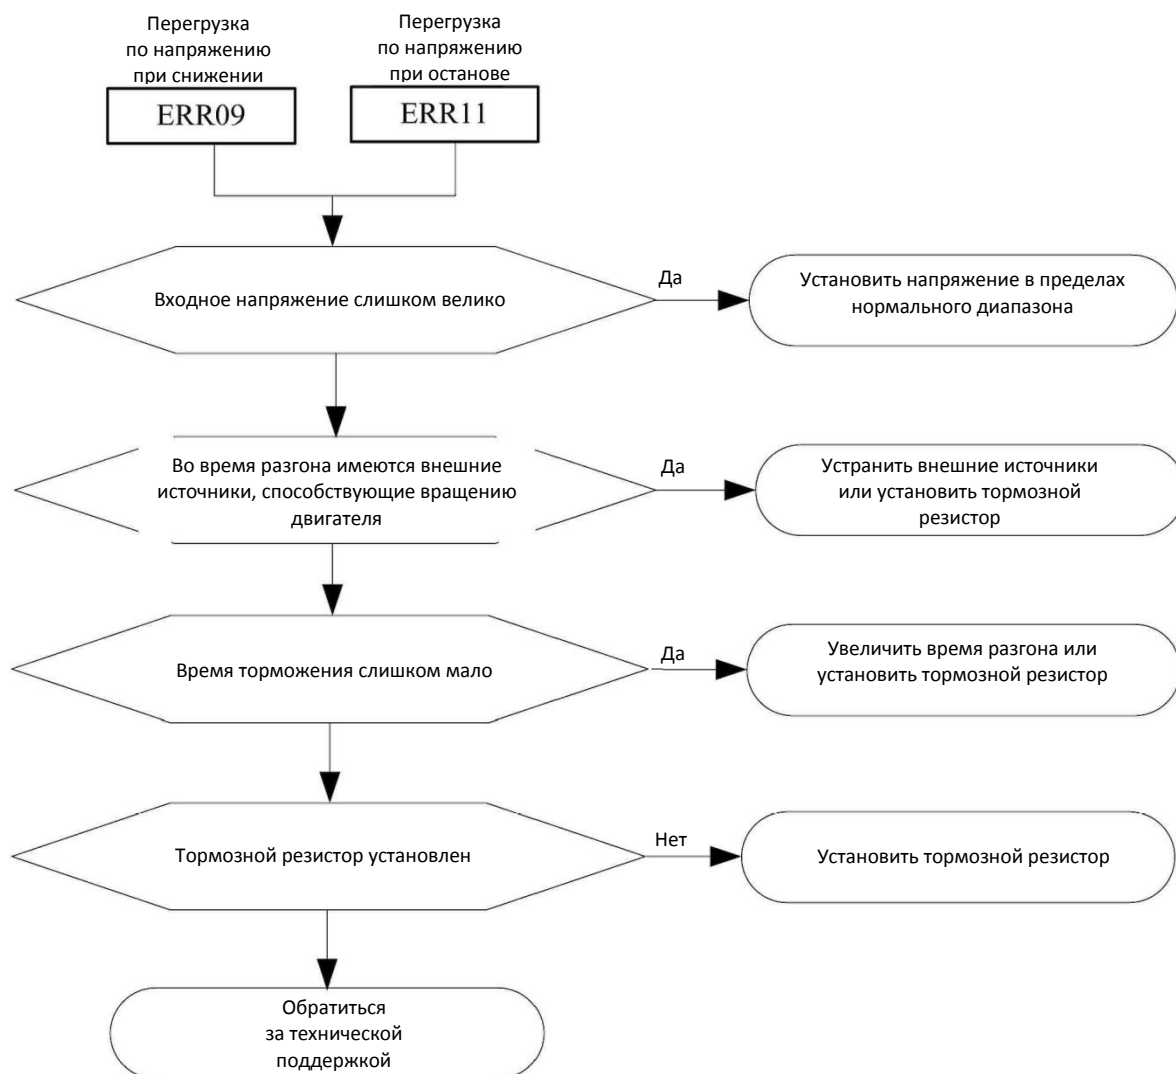 Перегрузка
по напряжению
при снижении
Перегрузка
по напряжению
при останове
ERR09
ERR11
Входное напряжение слишком велико
Да
Установить напряжение в пределах
нормального диапазона
Во время разгона имеются внешние
источники, способствующие вращению
двигателя
Да
Устранить внешние источники
или установить тормозной
резистор
Время торможения слишком мало
Да
Увеличить время разгона или
установить тормозной резистор
Тормозной резистор установлен
Нет
Установить тормозной резистор
Обратиться
за технической
поддержкой